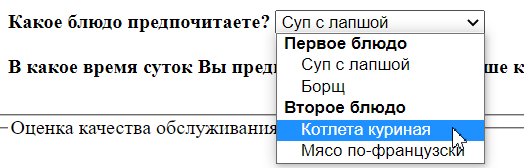 Какое блюдо предпочитаете? Суп с лапшой
Первое блюдо
В какое время суток Вы Суп с лапшой
Борщ
Второе блюдо
Оценка качества обслуживания Котлета куриная
Мясо по-французски